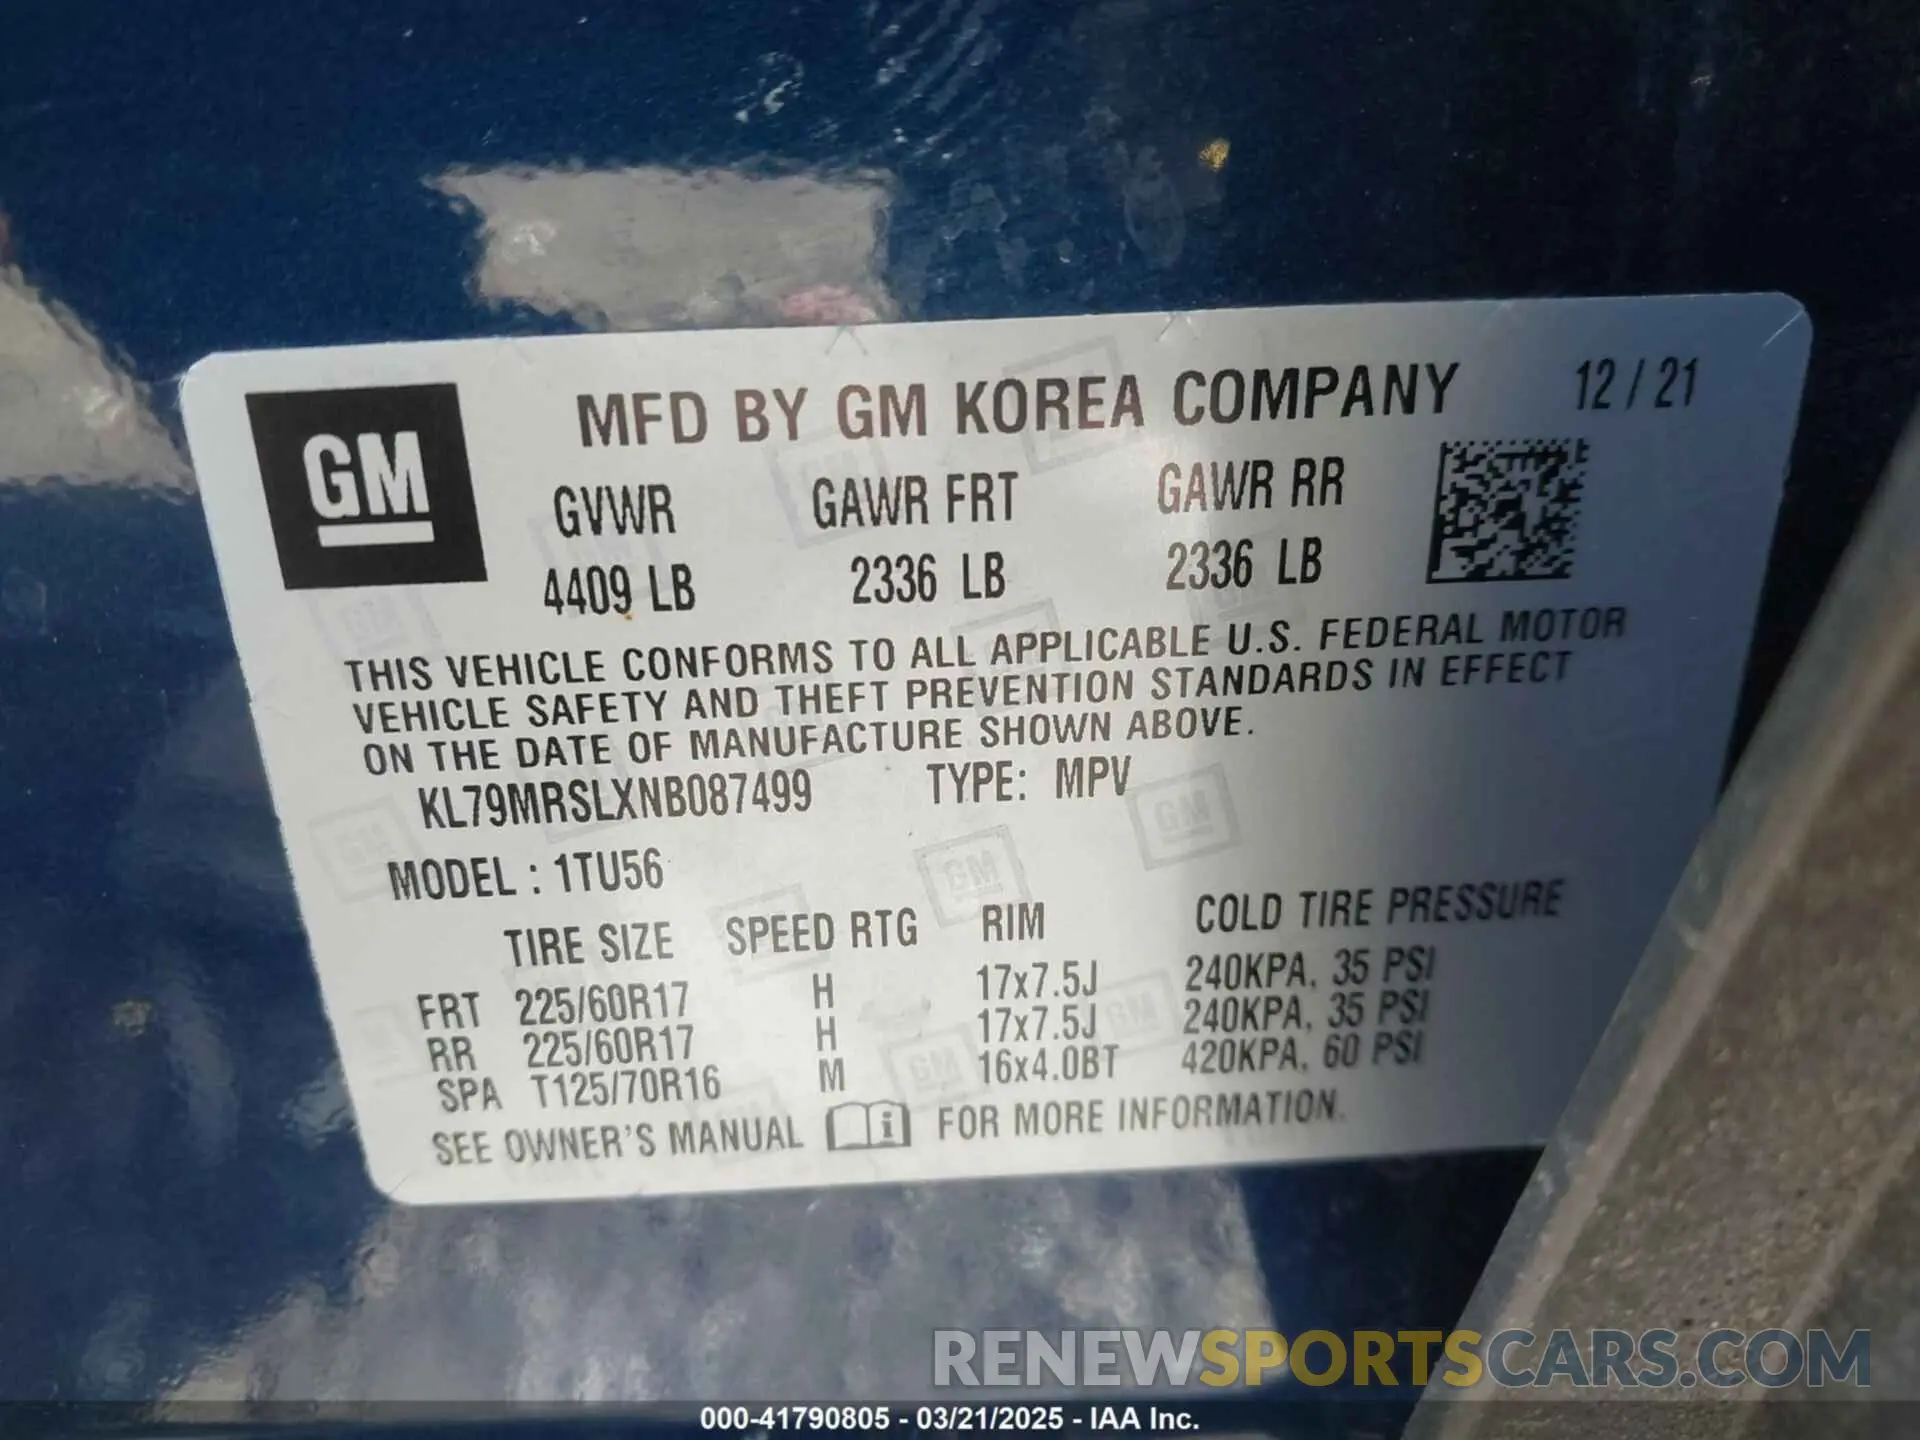 GM
MFD BY GM KOREA COMPANY 12 / 21
GVWR GAWR FRT GAWR RR
4409 LB 2336 LB 2336 LB
THIS VEHICLE CONFORMS TO ALL APPLICABLE U.S. FEDERAL MOTOR
VEHICLE SAFETY AND THEFT PREVENTION STANDARDS IN EFFECT
ON THE DATE OF MANUFACTURE SHOWN ABOVE.
KL79MRSLXNB087499 TYPE: MPV
MODEL : 1TU56
TIRE SIZE SPEED RTG RIM COLD TIRE PRESSURE
FRT 225/60R17 H 17x7.5J 240KPA, 35 PSI
RR 225/60R17 H 17x7.5J 240KPA, 35 PSI
SPA T125/70R16 M 16x4.0BT 420KPA, 60 PSI
SEE OWNER'S MANUAL i FOR MORE INFORMATION.
RENEWSPORTSCARS.COM
000-41790805 - 03/21/2025 - IAA Inc.